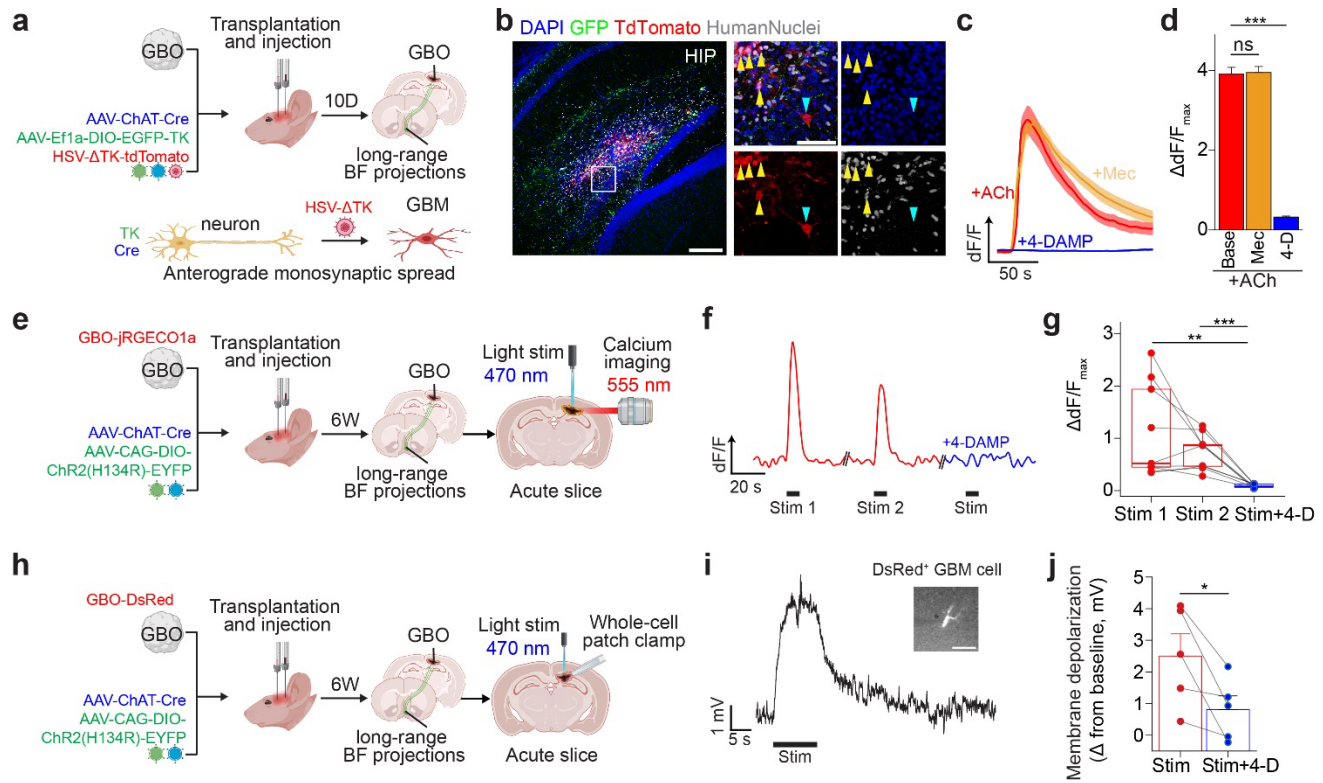 a
GBO
Transplantation
and injection
AAV-ChAT-Cre
AAV-Ef1a-DIO-EGFP-TK
HSV-ΔTK-tdTomato
10D
GBO
long-range
BF projections
TK
Cre
neuron
HSV-ΔTK
GBM
Anterograde monosynaptic spread
b
DAPI GFP TdTomato HumanNuclei
HIP
c
+ACh
+Mec
+4-DAMP
dF/F
50 s
d
***
ns
ΔdF/Fmax
4
2
0
Base
Mec
4-D
+ACh
e
GBO-jRGECO1a
GBO
Transplantation
and injection
AAV-ChAT-Cre
AAV-CAG-DIO-
ChR2(H134R)-EYFP
6W
GBO
long-range
BF projections
Light stim
470 nm
Calcium
imaging
555 nm
Acute slice
f
+4-DAMP
dF/F
20 s
Stim 1
Stim 2
Stim
g
***
**
ΔdF/Fmax
3
2
1
0
Stim 1
Stim 2
Stim+4-D
h
GBO-DsRed
GBO
Transplantation
and injection
AAV-ChAT-Cre
AAV-CAG-DIO-
ChR2(H134R)-EYFP
6W
GBO
long-range
BF projections
Light stim
470 nm
Whole-cell
patch clamp
Acute slice
i
DsRed⁺ GBM cell
1 mV
5 s
Stim
j
*
Membrane depolarization
(Δ from baseline, mV)
5
4
3
2
1
0
Stim
Stim+4-D